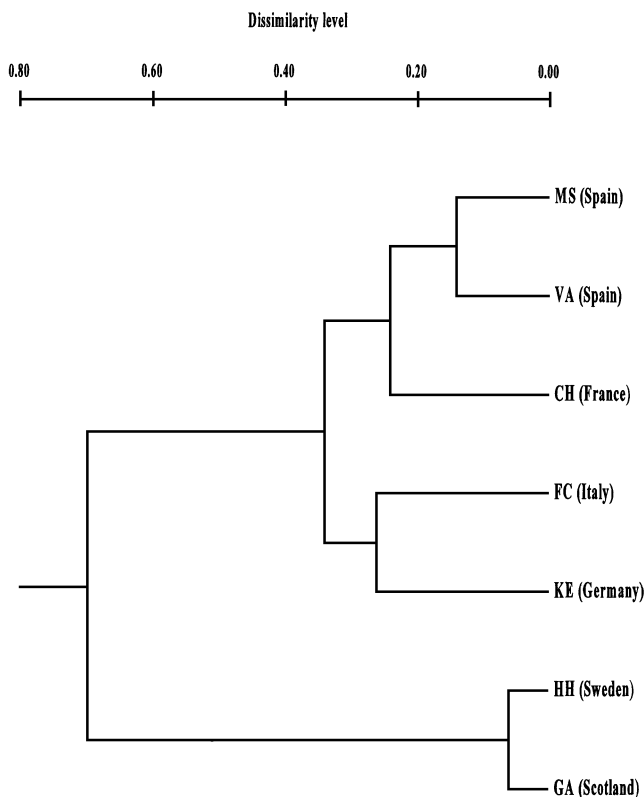 Dissimilarity level
0.80 0.60 0.40 0.20 0.00
MS (Spain)
VA (Spain)
CH (France)
FC (Italy)
KE (Germany)
HH (Sweden)
GA (Scotland)